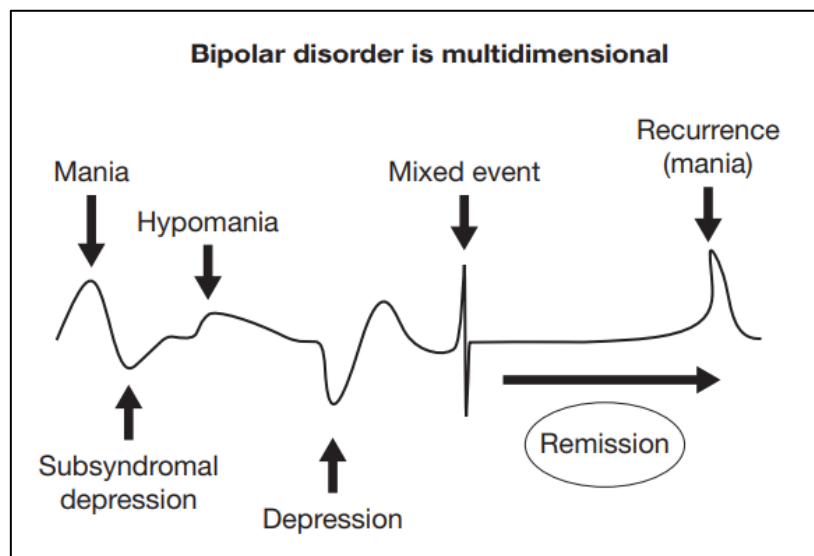 Bipolar disorder is multidimensional
Mania
Hypomania
Mixed event
Recurrence
(mania)
Subsyndromal
depression
Depression
Remission